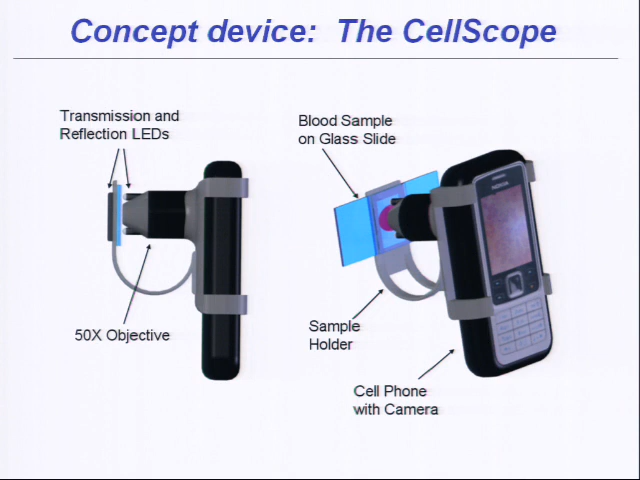 Concept device: The CellScope
Transmission and
Reflection LEDs
Blood Sample
on Glass Slide
50X Objective
Sample
Holder
Cell Phone
with Camera
NOKIA